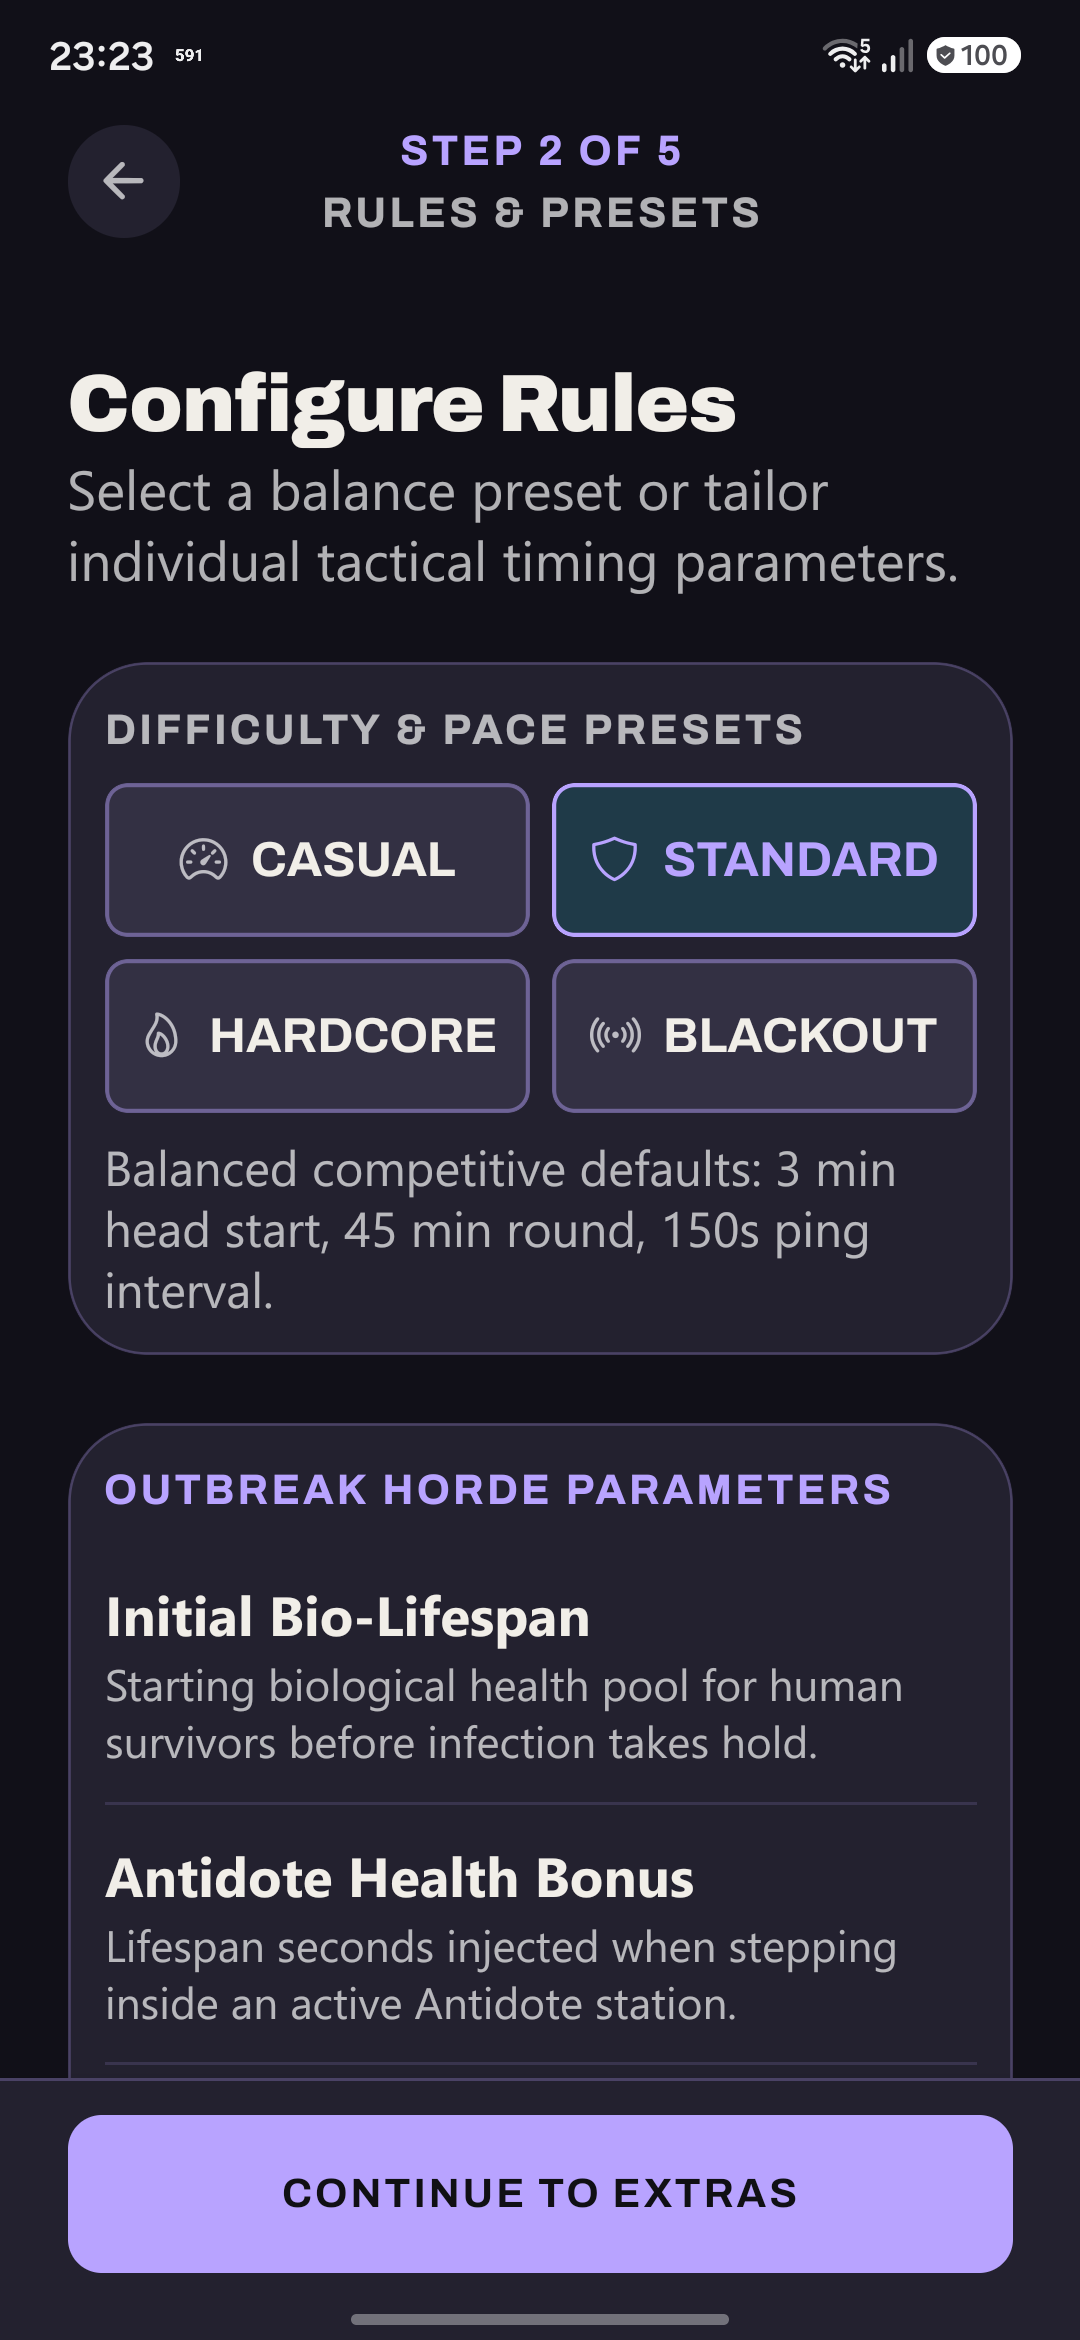 23:23 591 5 100
STEP 2 OF 5
RULES & PRESETS
Configure Rules
Select a balance preset or tailor
individual tactical timing parameters.
DIFFICULTY & PACE PRESETS
CASUAL
STANDARD
HARDCORE
BLACKOUT
Balanced competitive defaults: 3 min
head start, 45 min round, 150s ping
interval.
OUTBREAK HORDE PARAMETERS
Initial Bio-Lifespan
Starting biological health pool for human
survivors before infection takes hold.
Antidote Health Bonus
Lifespan seconds injected when stepping
inside an active Antidote station.
CONTINUE TO EXTRAS